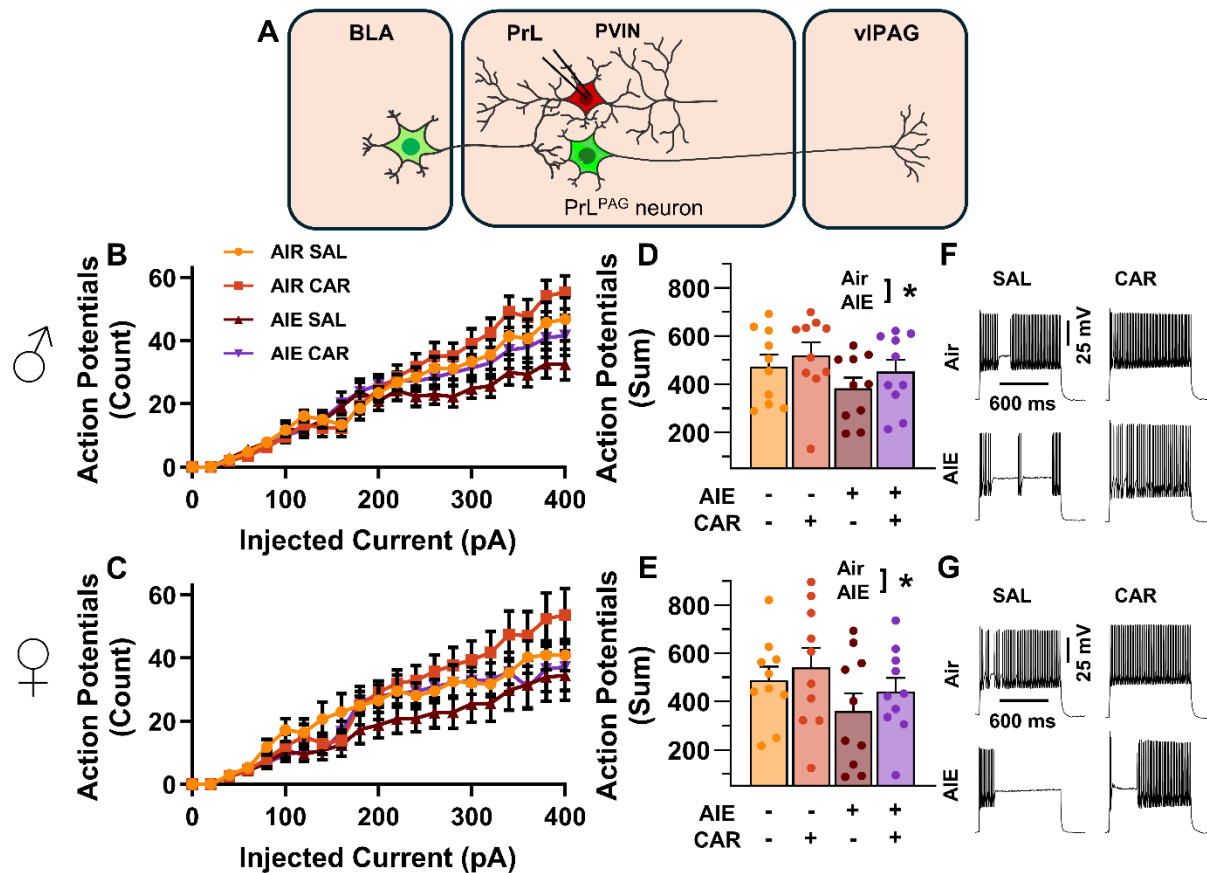 A
BLA
PrL
PVIN
vlPAG
PrLPAG neuron
B
AIR SAL
AIR CAR
AIE SAL
AIE CAR
Action Potentials
(Count)
60
40
20
0
0
100
200
300
400
Injected Current (pA)
D
Action Potentials
(Sum)
800
600
400
200
Air
AIE
] *
AIE - - + +
CAR - + - +
F
SAL
CAR
Air
25 mV
600 ms
AIE
♂
C
Action Potentials
(Count)
60
40
20
0
0
100
200
300
400
Injected Current (pA)
E
Action Potentials
(Sum)
800
600
400
200
Air
AIE
] *
AIE - - + +
CAR - + - +
G
SAL
CAR
Air
25 mV
600 ms
AIE
♀